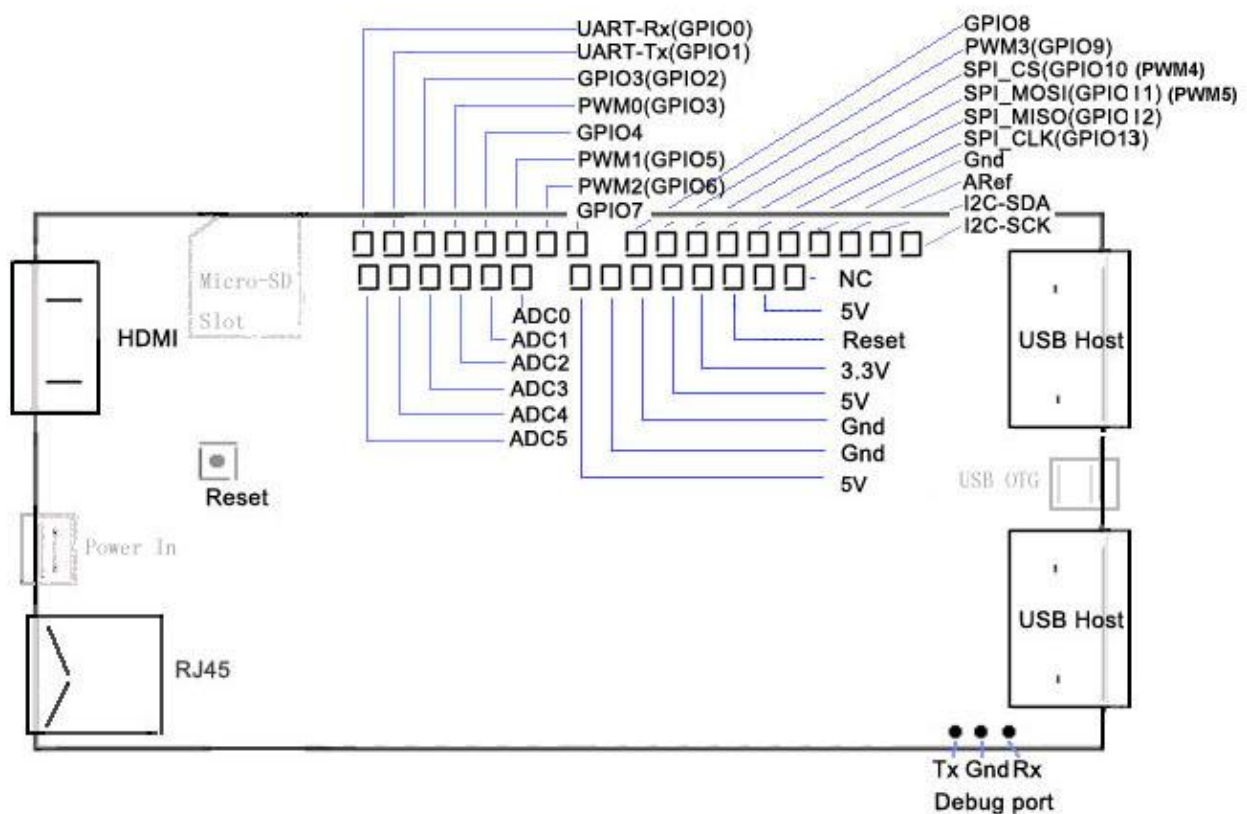 UART-Rx(GPIO0)
UART-Tx(GPIO1)
GPIO3(GPIO2)
PWM0(GPIO3)
GPIO4
PWM1(GPIO5)
PWM2(GPIO6)
GPIO7
GPIO8
PWM3(GPIO9)
SPI_CS(GPIO10 (PWM4)
SPI_MOSI(GPIO11) (PWM5)
SPI_MISO(GPIO12)
SPI_CLK(GPIO13)
Gnd
ARef
I2C-SDA
I2C-SCK
Micro-SD
Slot
HDMI
ADC0
ADC1
ADC2
ADC3
ADC4
ADC5
NC
5V
Reset
3.3V
5V
Gnd
Gnd
5V
USB Host
Reset
USB OTG
Power In
USB Host
RJ45
Tx Gnd Rx
Debug port